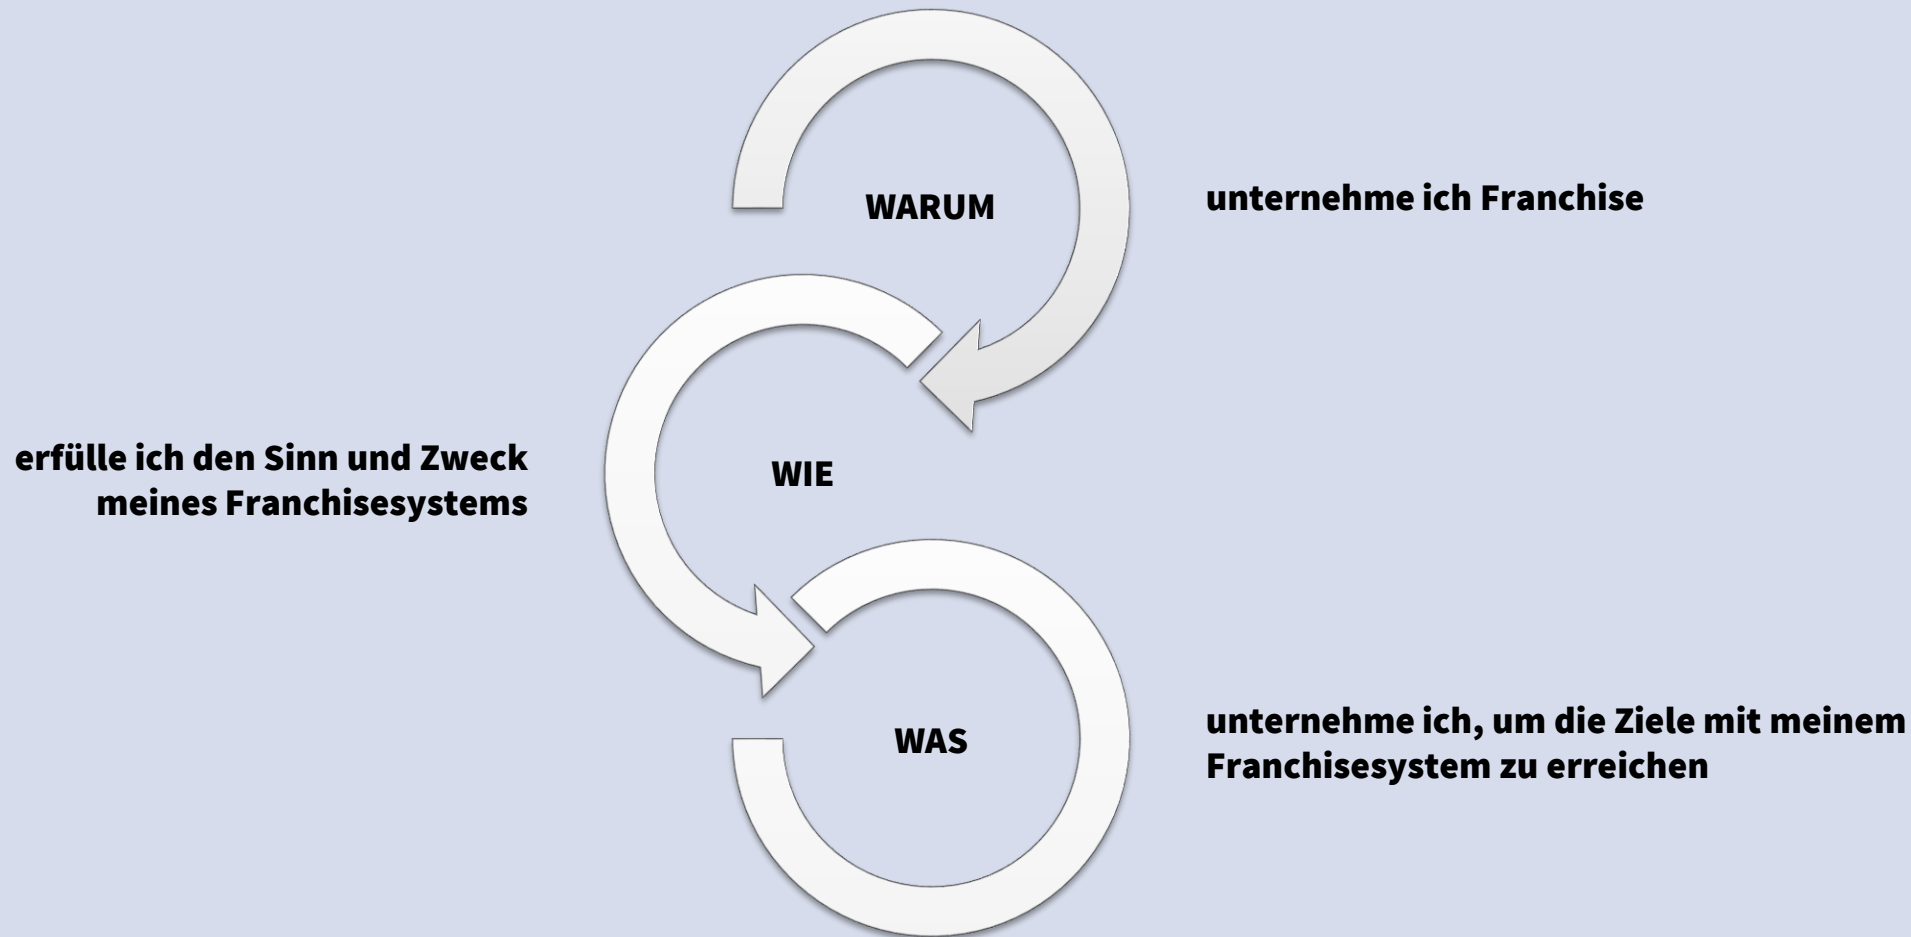 WARUM
unternehme ich Franchise
erfülle ich den Sinn und Zweck
meines Franchisesystems
WIE
WAS
unternehme ich, um die Ziele mit meinem
Franchisesystem zu erreichen